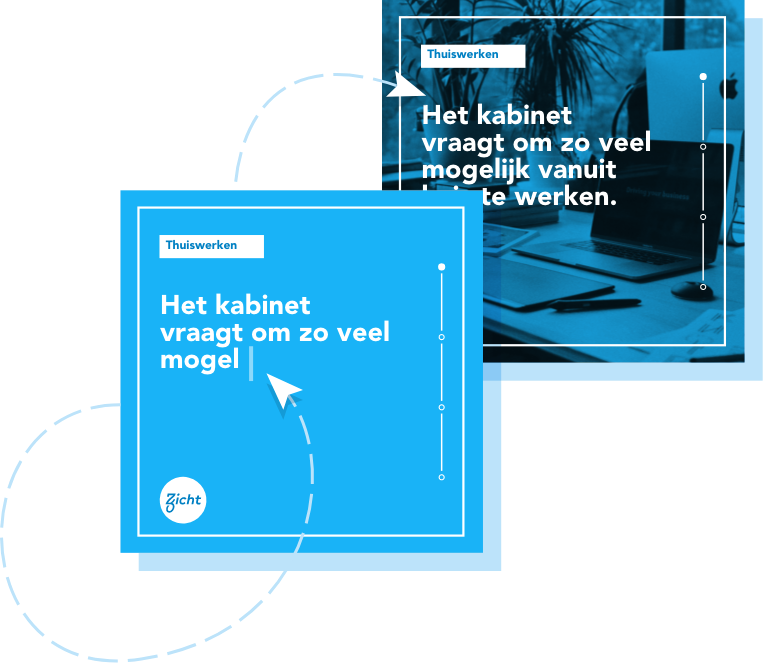 Thuiswerken
Het kabinet
vraagt om zo veel
mogelijk vanuit
te werken.
Thuiswerken
Het kabinet
vraagt om zo veel
mogel
Zicht